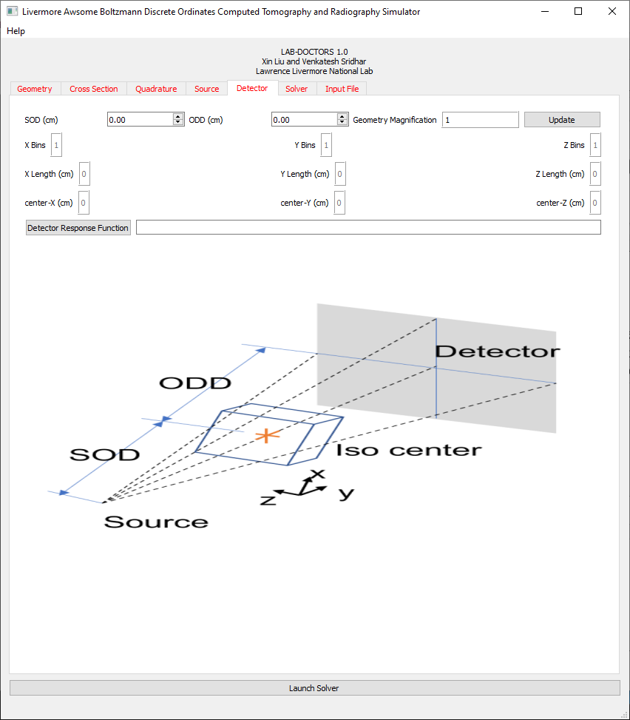 Livermore Awsome Boltzmann Discrete Ordinates Computed Tomography and Radiography Simulator
Help
LAB-DOCTORS 1.0
Xin Liu and Venkatesh Sridhar
Lawrence Livermore National Lab
Geometry Cross Section Quadrature Source Detector Solver Input File
SOD (cm) 0.00 ODD (cm) 0.00 Geometry Magnification 1 Update
X Bins 1 Y Bins 1 Z Bins 1
X Length (cm) 0 Y Length (cm) 0 Z Length (cm) 0
center-X (cm) 0 center-Y (cm) 0 center-Z (cm) 0
Detector Response Function
Detector
ODD
Iso center
SOD
x
z y
Source
Launch Solver